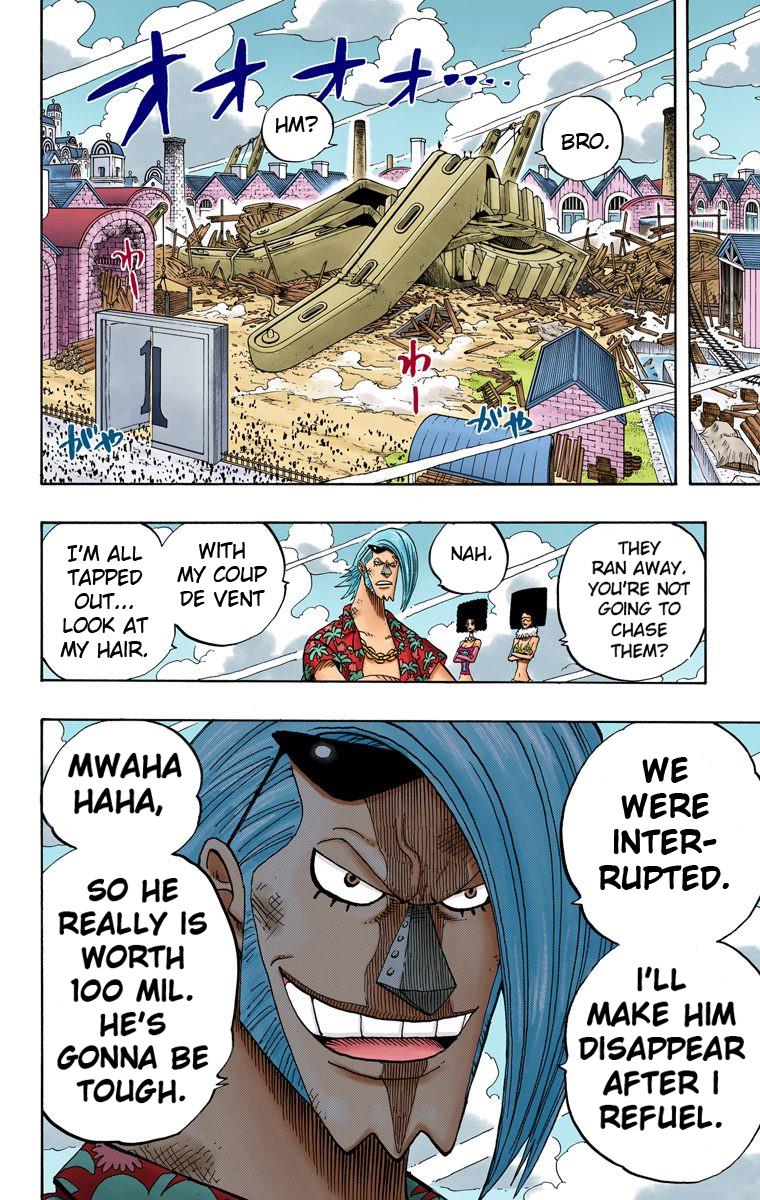 オオオオ……
BRO.
HM?
わー
わー
1
ガヤ
ガヤ
THEY
RAN AWAY.
YOU'RE NOT
GOING TO
CHASE
THEM?
NAH.
WITH
MY COUP
DE VENT
I'M ALL
TAPPED
OUT...
LOOK AT
MY HAIR.
WE
WERE
INTER-
RUPTED.
I'LL
MAKE HIM
DISAPPEAR
AFTER I
REFUEL.
MWAHA
HAHA,
SO HE
REALLY IS
WORTH
100 MIL.
HE'S
GONNA BE
TOUGH.